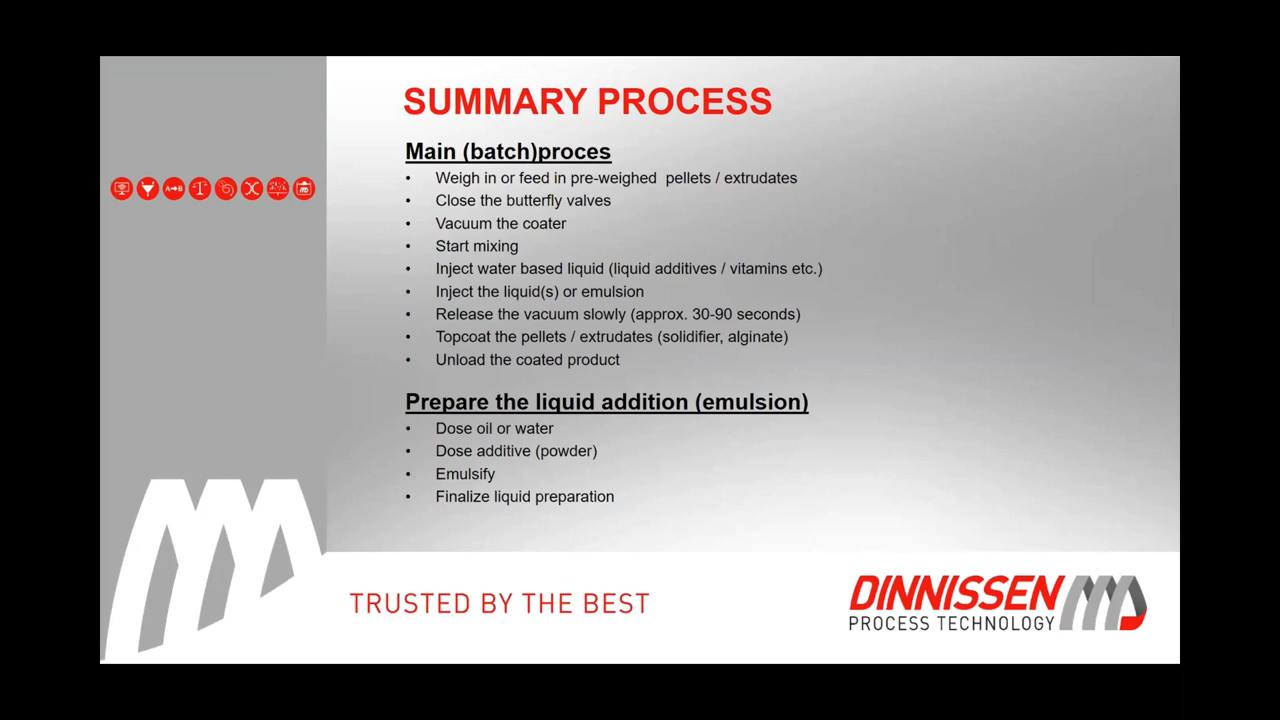 SUMMARY PROCESS
Main (batch)proces
• Weigh in or feed in pre-weighed pellets / extrudates
• Close the butterfly valves
• Vacuum the coater
• Start mixing
• Inject water based liquid (liquid additives / vitamins etc.)
• Inject the liquid(s) or emulsion
• Release the vacuum slowly (approx. 30-90 seconds)
• Topcoat the pellets / extrudates (solidifier, alginate)
• Unload the coated product
Prepare the liquid addition (emulsion)
• Dose oil or water
• Dose additive (powder)
• Emulsify
• Finalize liquid preparation
A➔B
TRUSTED BY THE BEST
DINNISSEN
PROCESS TECHNOLOGY